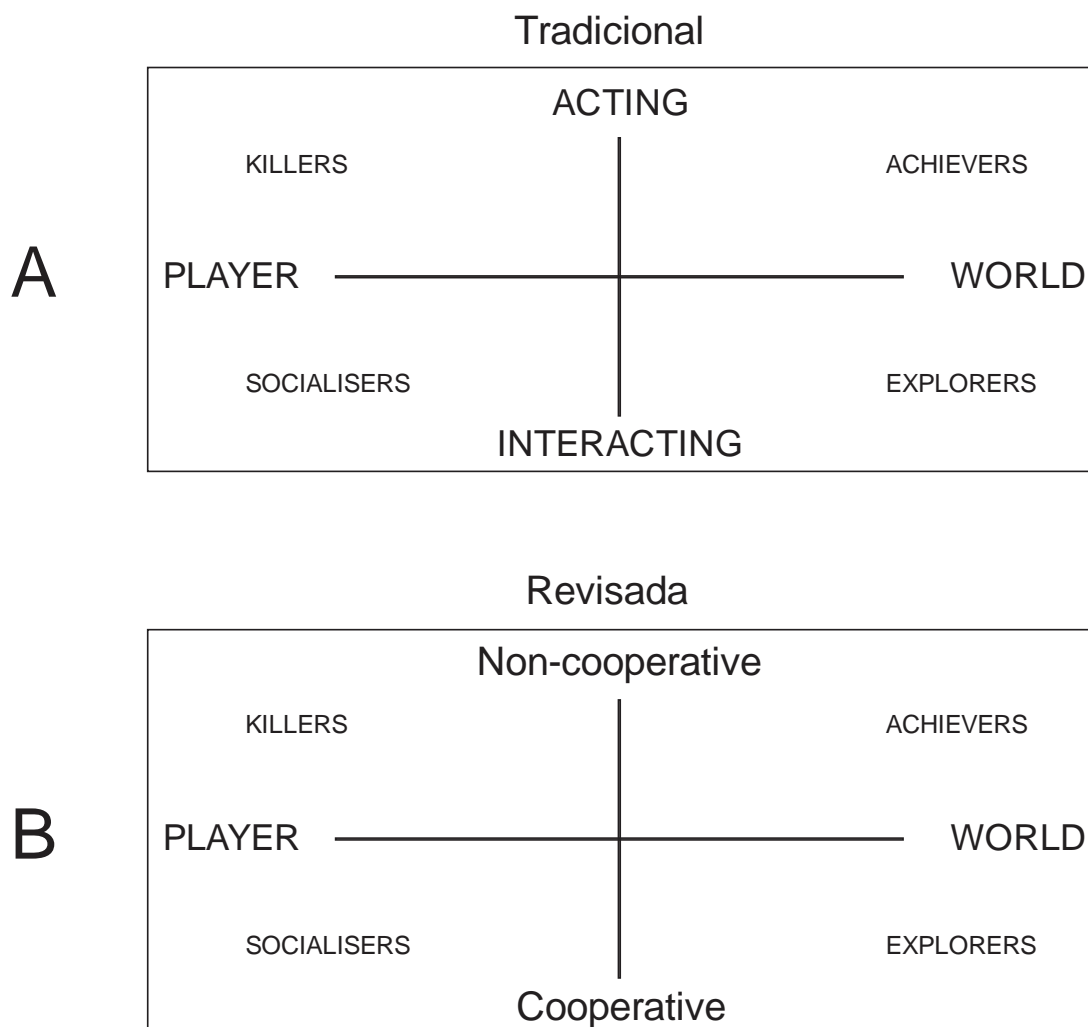 Tradicional
ACTING
KILLERS ACHIEVERS
A PLAYER WORLD
SOCIALISERS EXPLORERS
INTERACTING
Revisada
Non-cooperative
KILLERS ACHIEVERS
B PLAYER WORLD
SOCIALISERS EXPLORERS
Cooperative